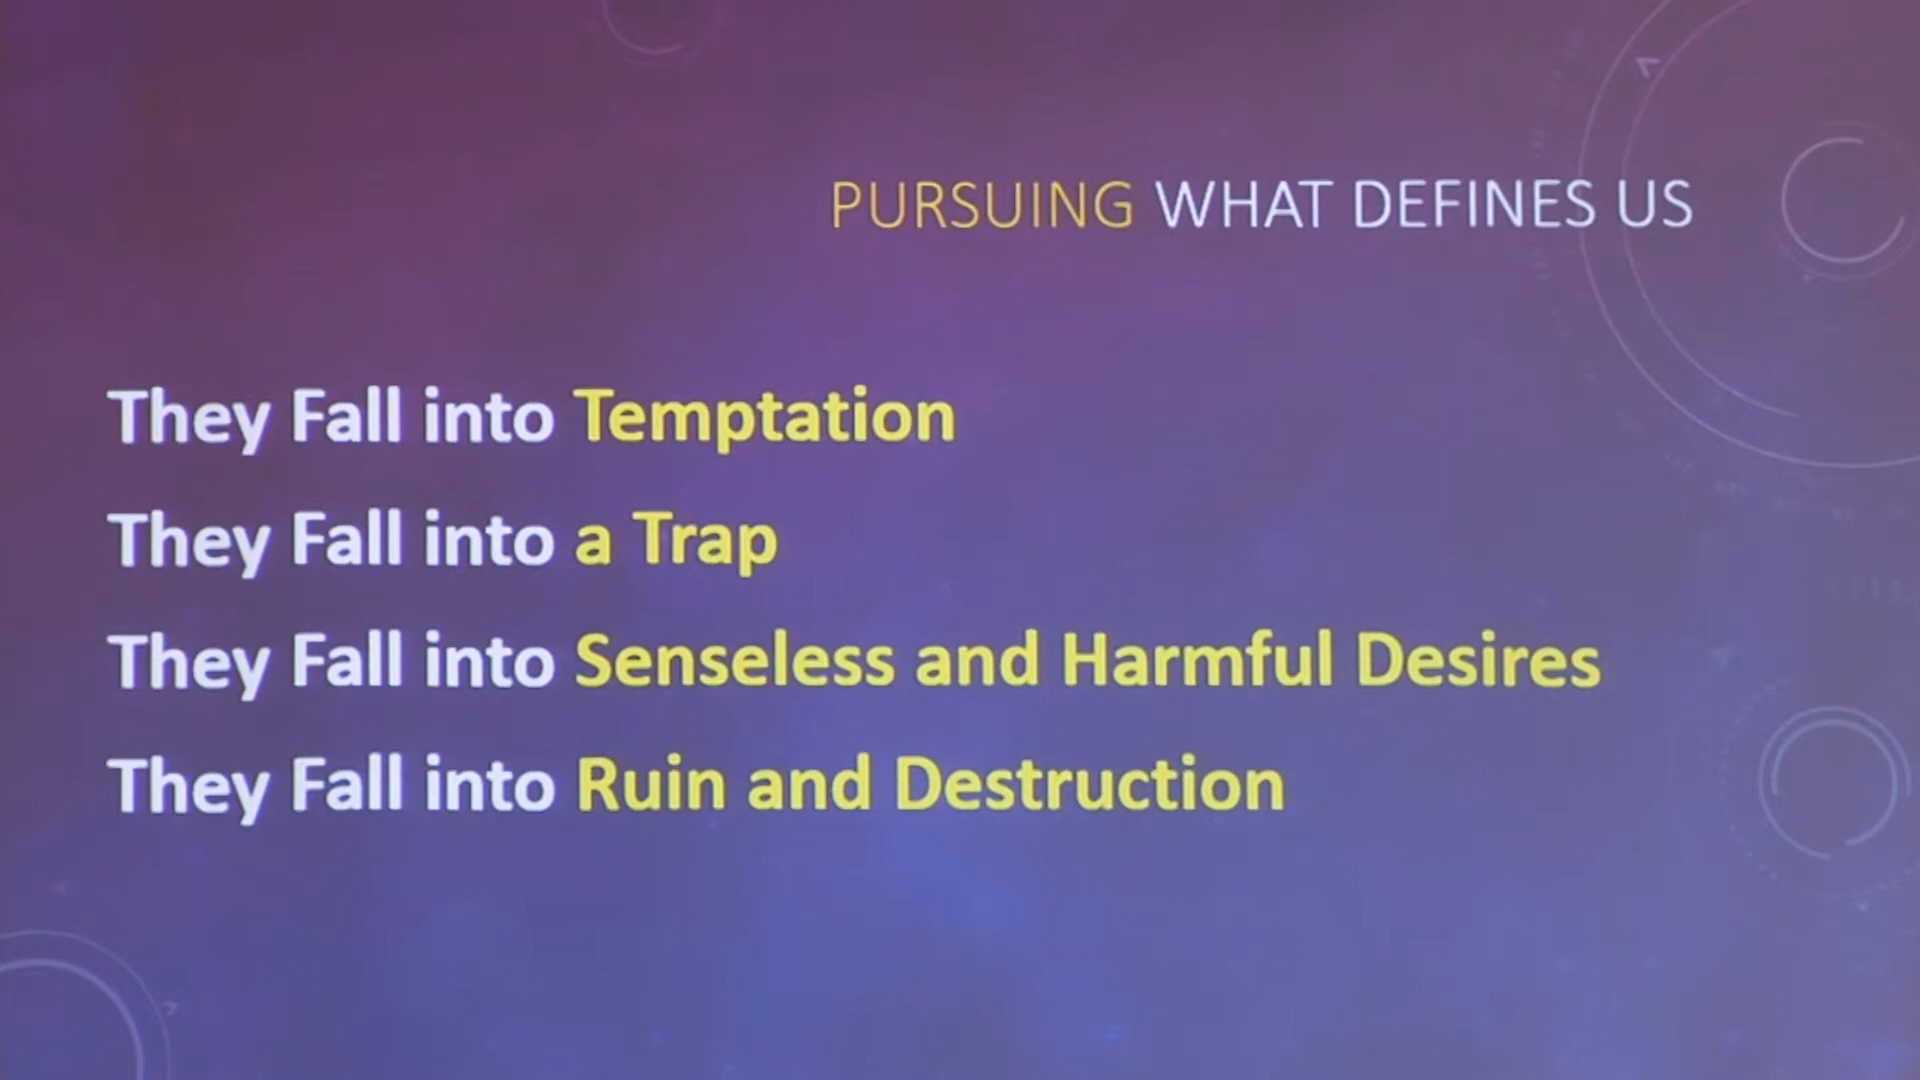 PURSUING WHAT DEFINES US
They Fall into Temptation
They Fall into a Trap
They Fall into Senseless and Harmful Desires
They Fall into Ruin and Destruction